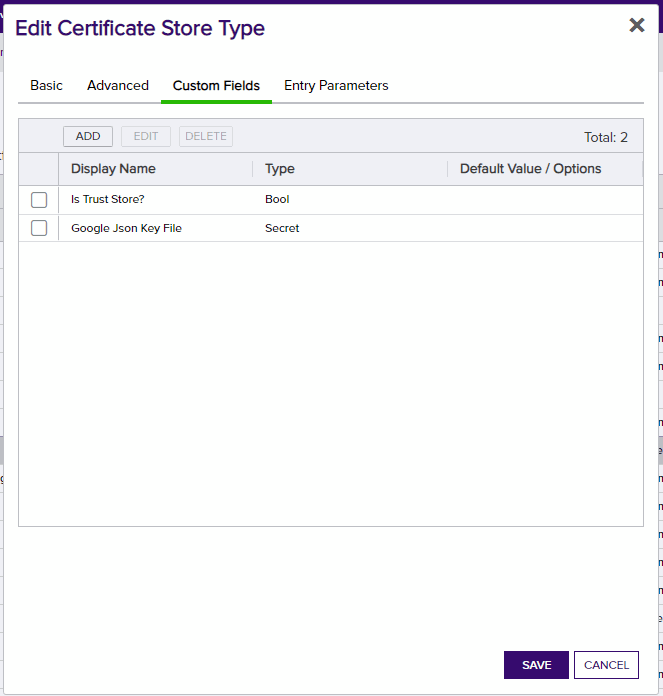 Edit Certificate Store Type
Basic Advanced Custom Fields Entry Parameters
ADD EDIT DELETE Total: 2
Display Name Type Default Value / Options
Is Trust Store? Bool
Google Json Key File Secret
SAVE CANCEL